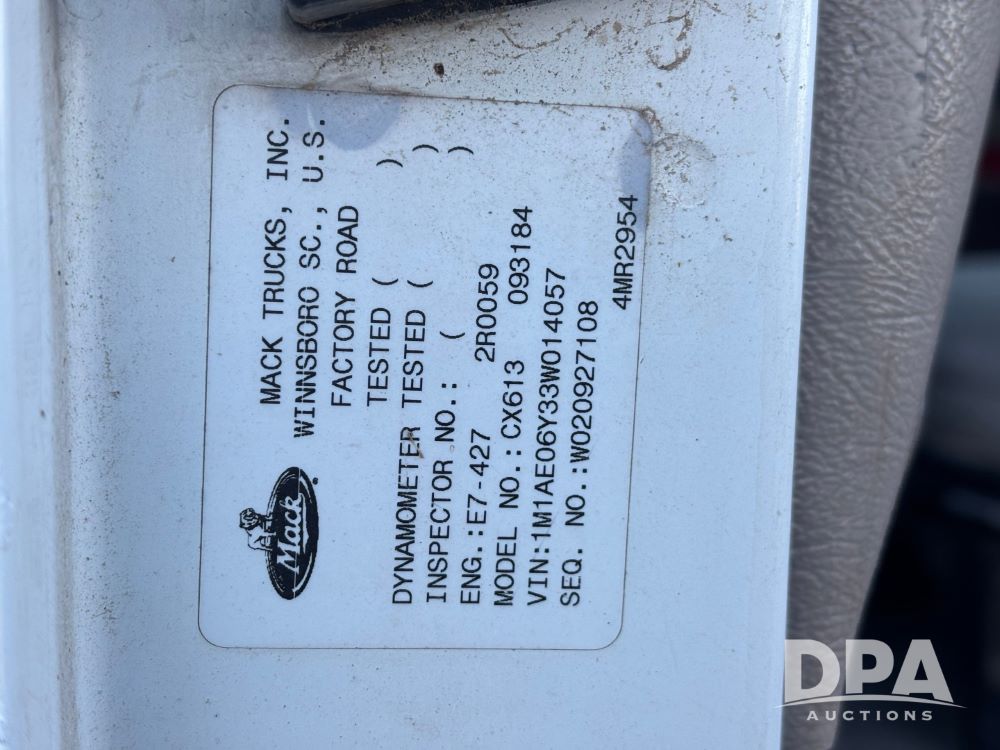 Mack
®
MACK TRUCKS, INC.
WINNSBORO SC., U.S.
FACTORY ROAD
TESTED ( )
DYNAMOMETER TESTED ( )
INSPECTOR NO.: ( )
ENG.:E7-427 2R0059
MODEL NO.:CX613 093184
VIN:1M1AE06Y33W014057
SEQ. NO.:W020927108
4MR2954
DPA
AUCTIONS